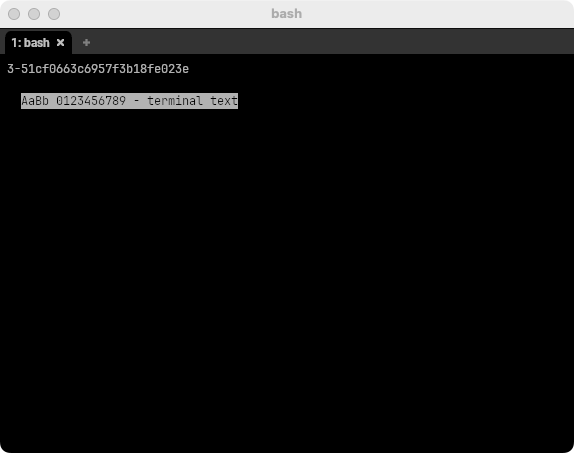 bash
1: bash × +
3-51cf0663c6957f3b18fe023e
AaBb 0123456789 - terminal text